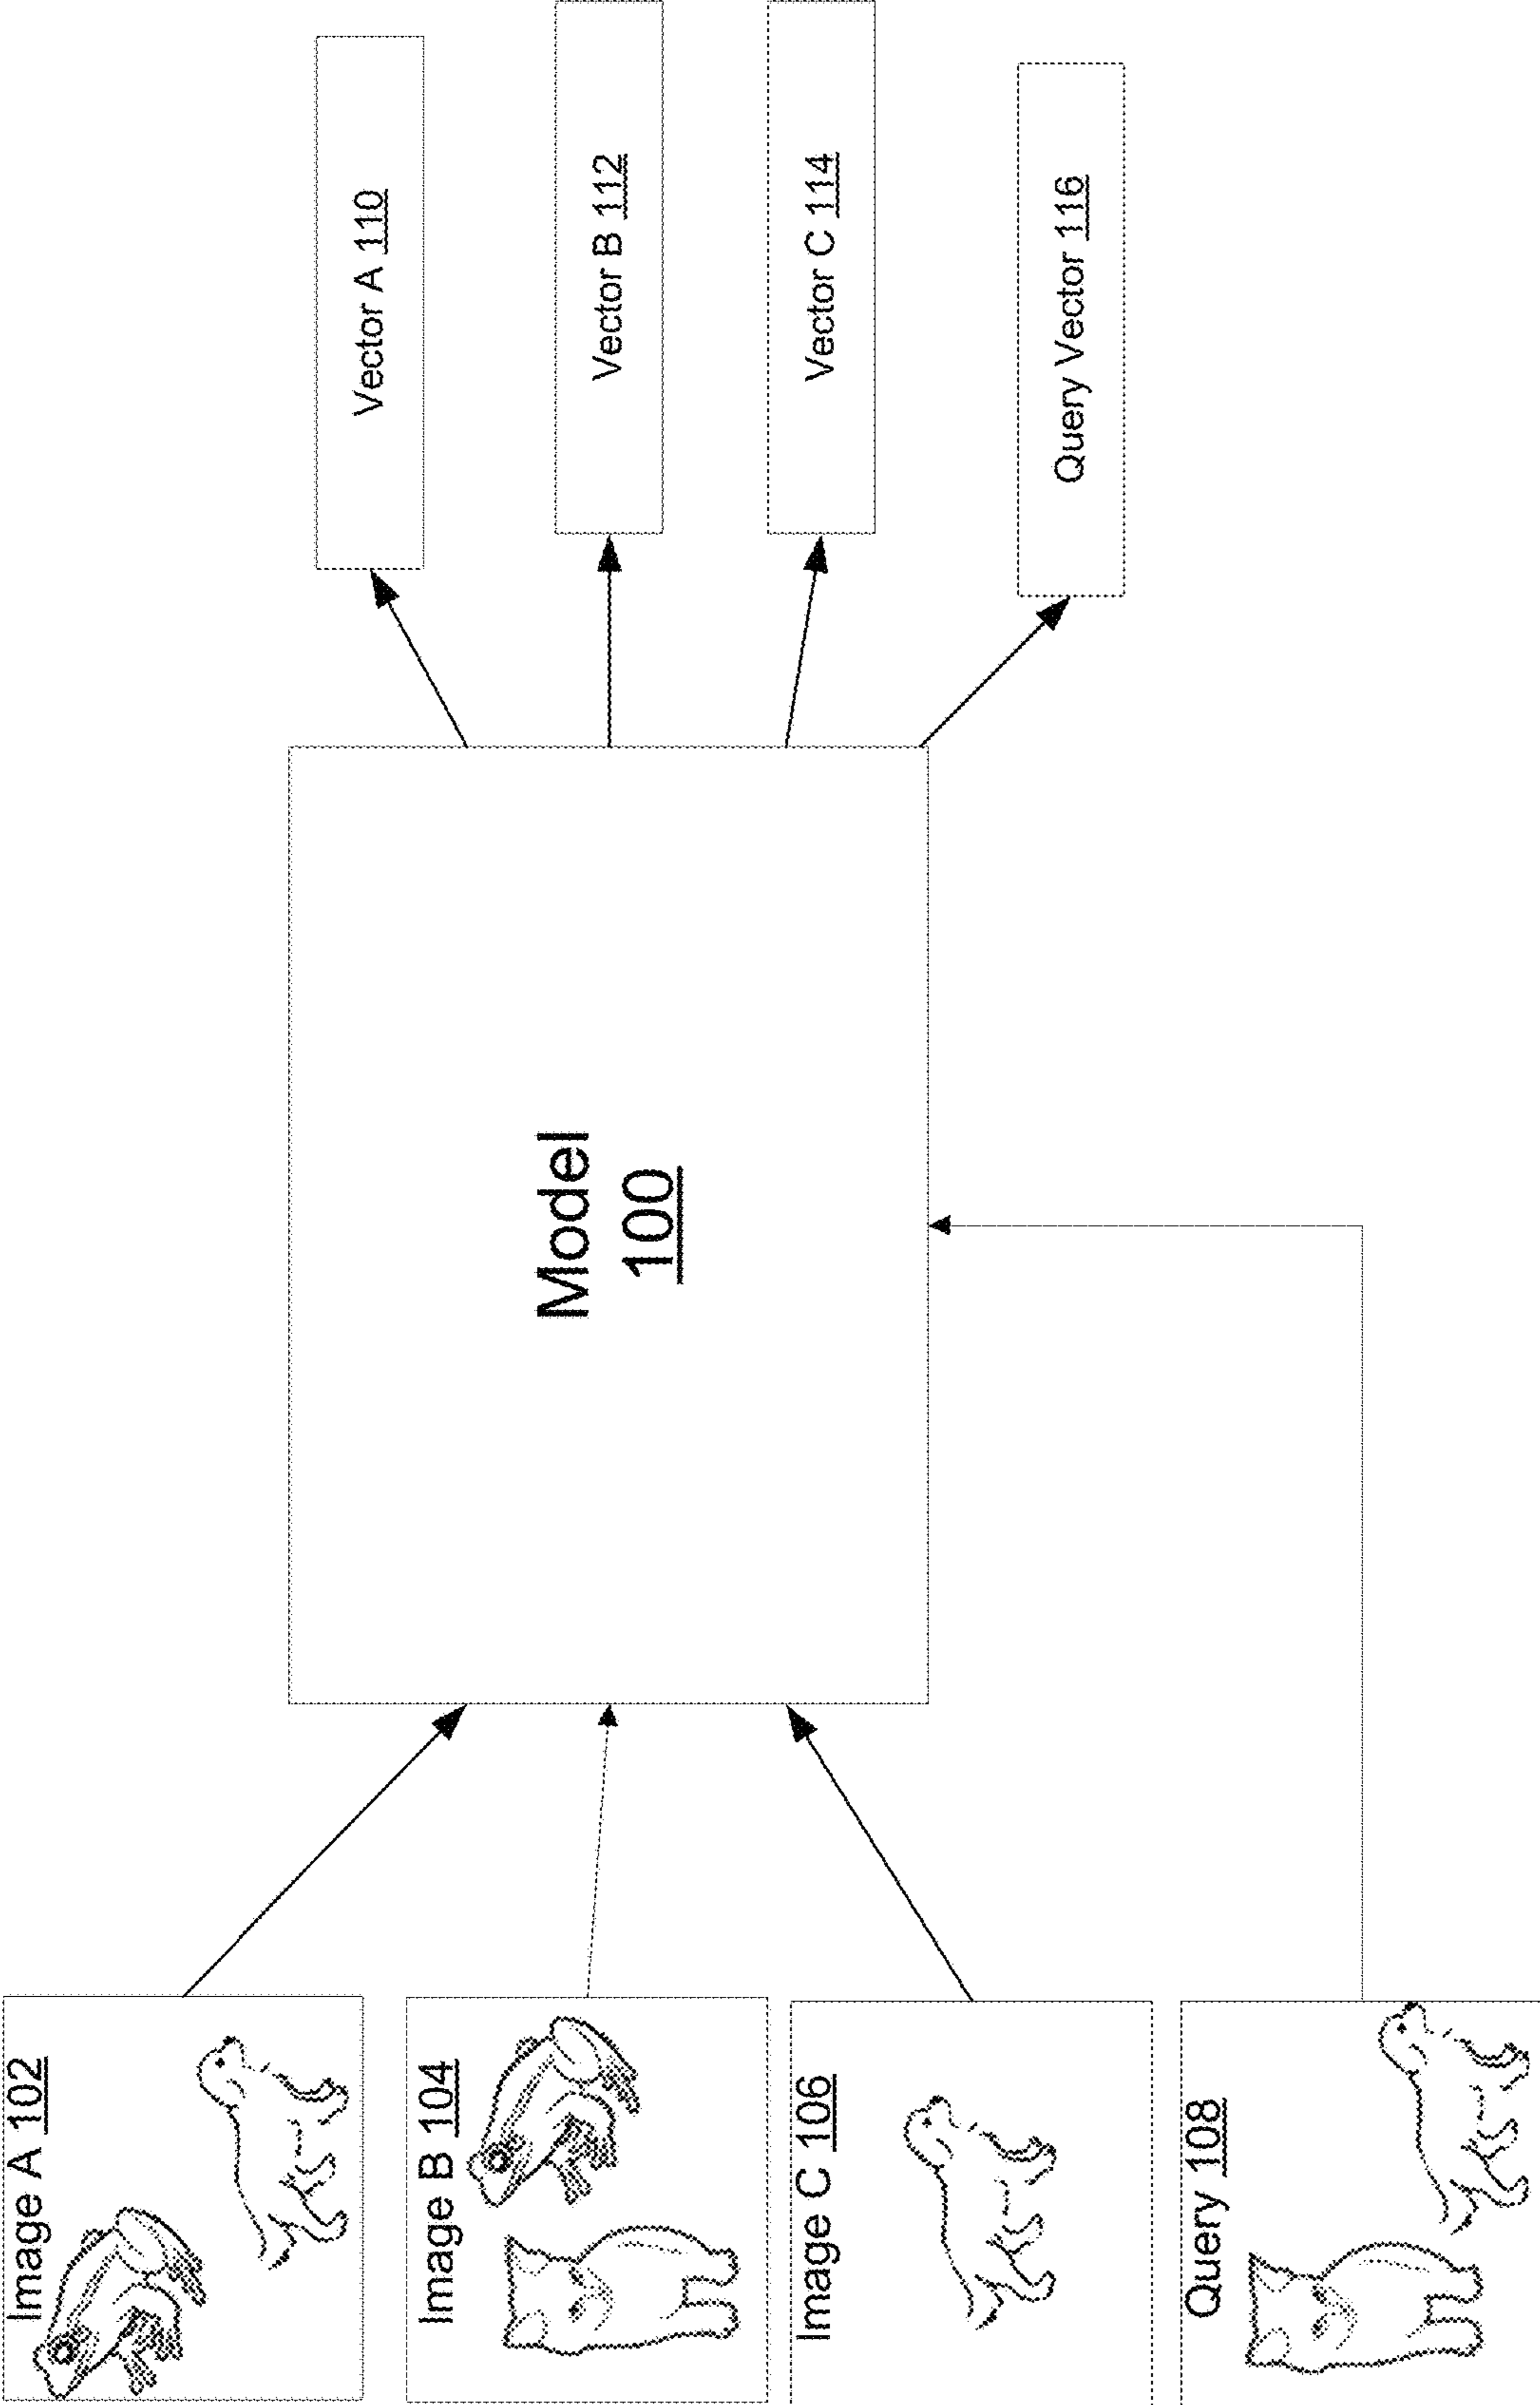 Image A 102
Image B 104
Image C 106
Query 108
Model
100
Vector A 110
Vector B 112
Vector C 114
Query Vector 116